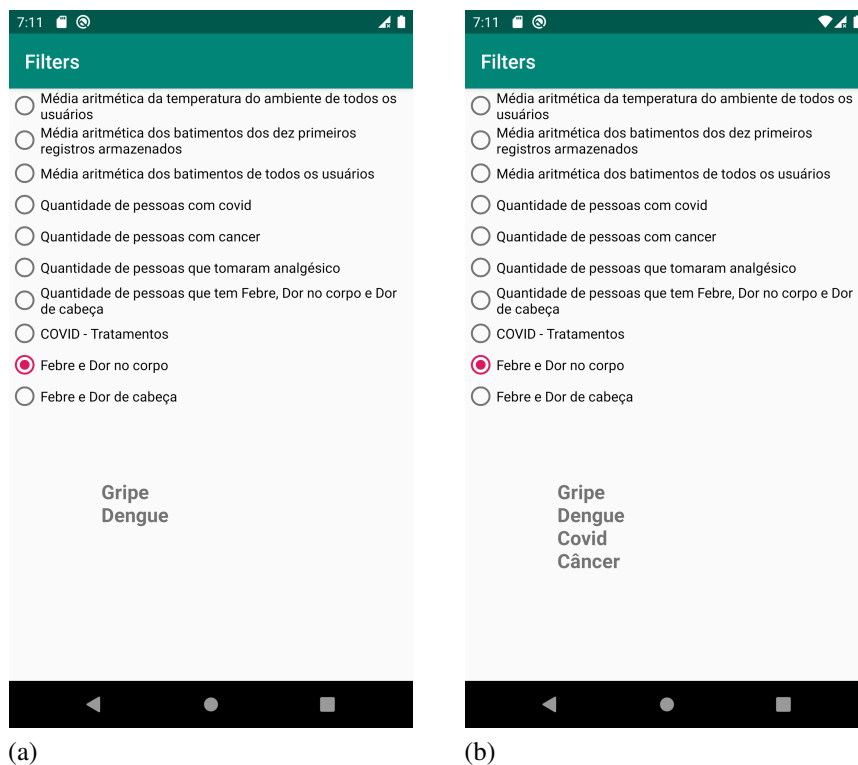 7:11
Filters
Média aritmética da temperatura do ambiente de todos os
usuários
Média aritmética dos batimentos dos dez primeiros
registros armazenados
Média aritmética dos batimentos de todos os usuários
Quantidade de pessoas com covid
Quantidade de pessoas com cancer
Quantidade de pessoas que tomaram analgésico
Quantidade de pessoas que tem Febre, Dor no corpo e Dor
de cabeça
COVID - Tratamentos
Febre e Dor no corpo
Febre e Dor de cabeça
Gripe
Dengue
(a)
7:11
Filters
Média aritmética da temperatura do ambiente de todos os
usuários
Média aritmética dos batimentos dos dez primeiros
registros armazenados
Média aritmética dos batimentos de todos os usuários
Quantidade de pessoas com covid
Quantidade de pessoas com cancer
Quantidade de pessoas que tomaram analgésico
Quantidade de pessoas que tem Febre, Dor no corpo e Dor
de cabeça
COVID - Tratamentos
Febre e Dor no corpo
Febre e Dor de cabeça
Gripe
Dengue
Covid
Câncer
(b)